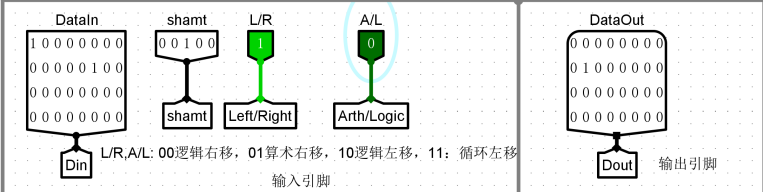 DataIn shamt L/R A/L DataOut
1 0 0 0 0 0 0 0 0 0 1 0 0 1 0 0 0 0 0 0 0 0 0
0 0 0 0 0 1 0 0 0 1 0 0 0 0 0 0
0 0 0 0 0 0 0 0 0 0 0 0 0 0 0 0
0 0 0 0 0 0 0 0 0 0 0 0 0 0 0 0
shamt Left/Right Arth/Logic
Din L/R,A/L: 00逻辑右移，01算术右移，10逻辑左移，11：循环左移 Dout 输出引脚
输入引脚